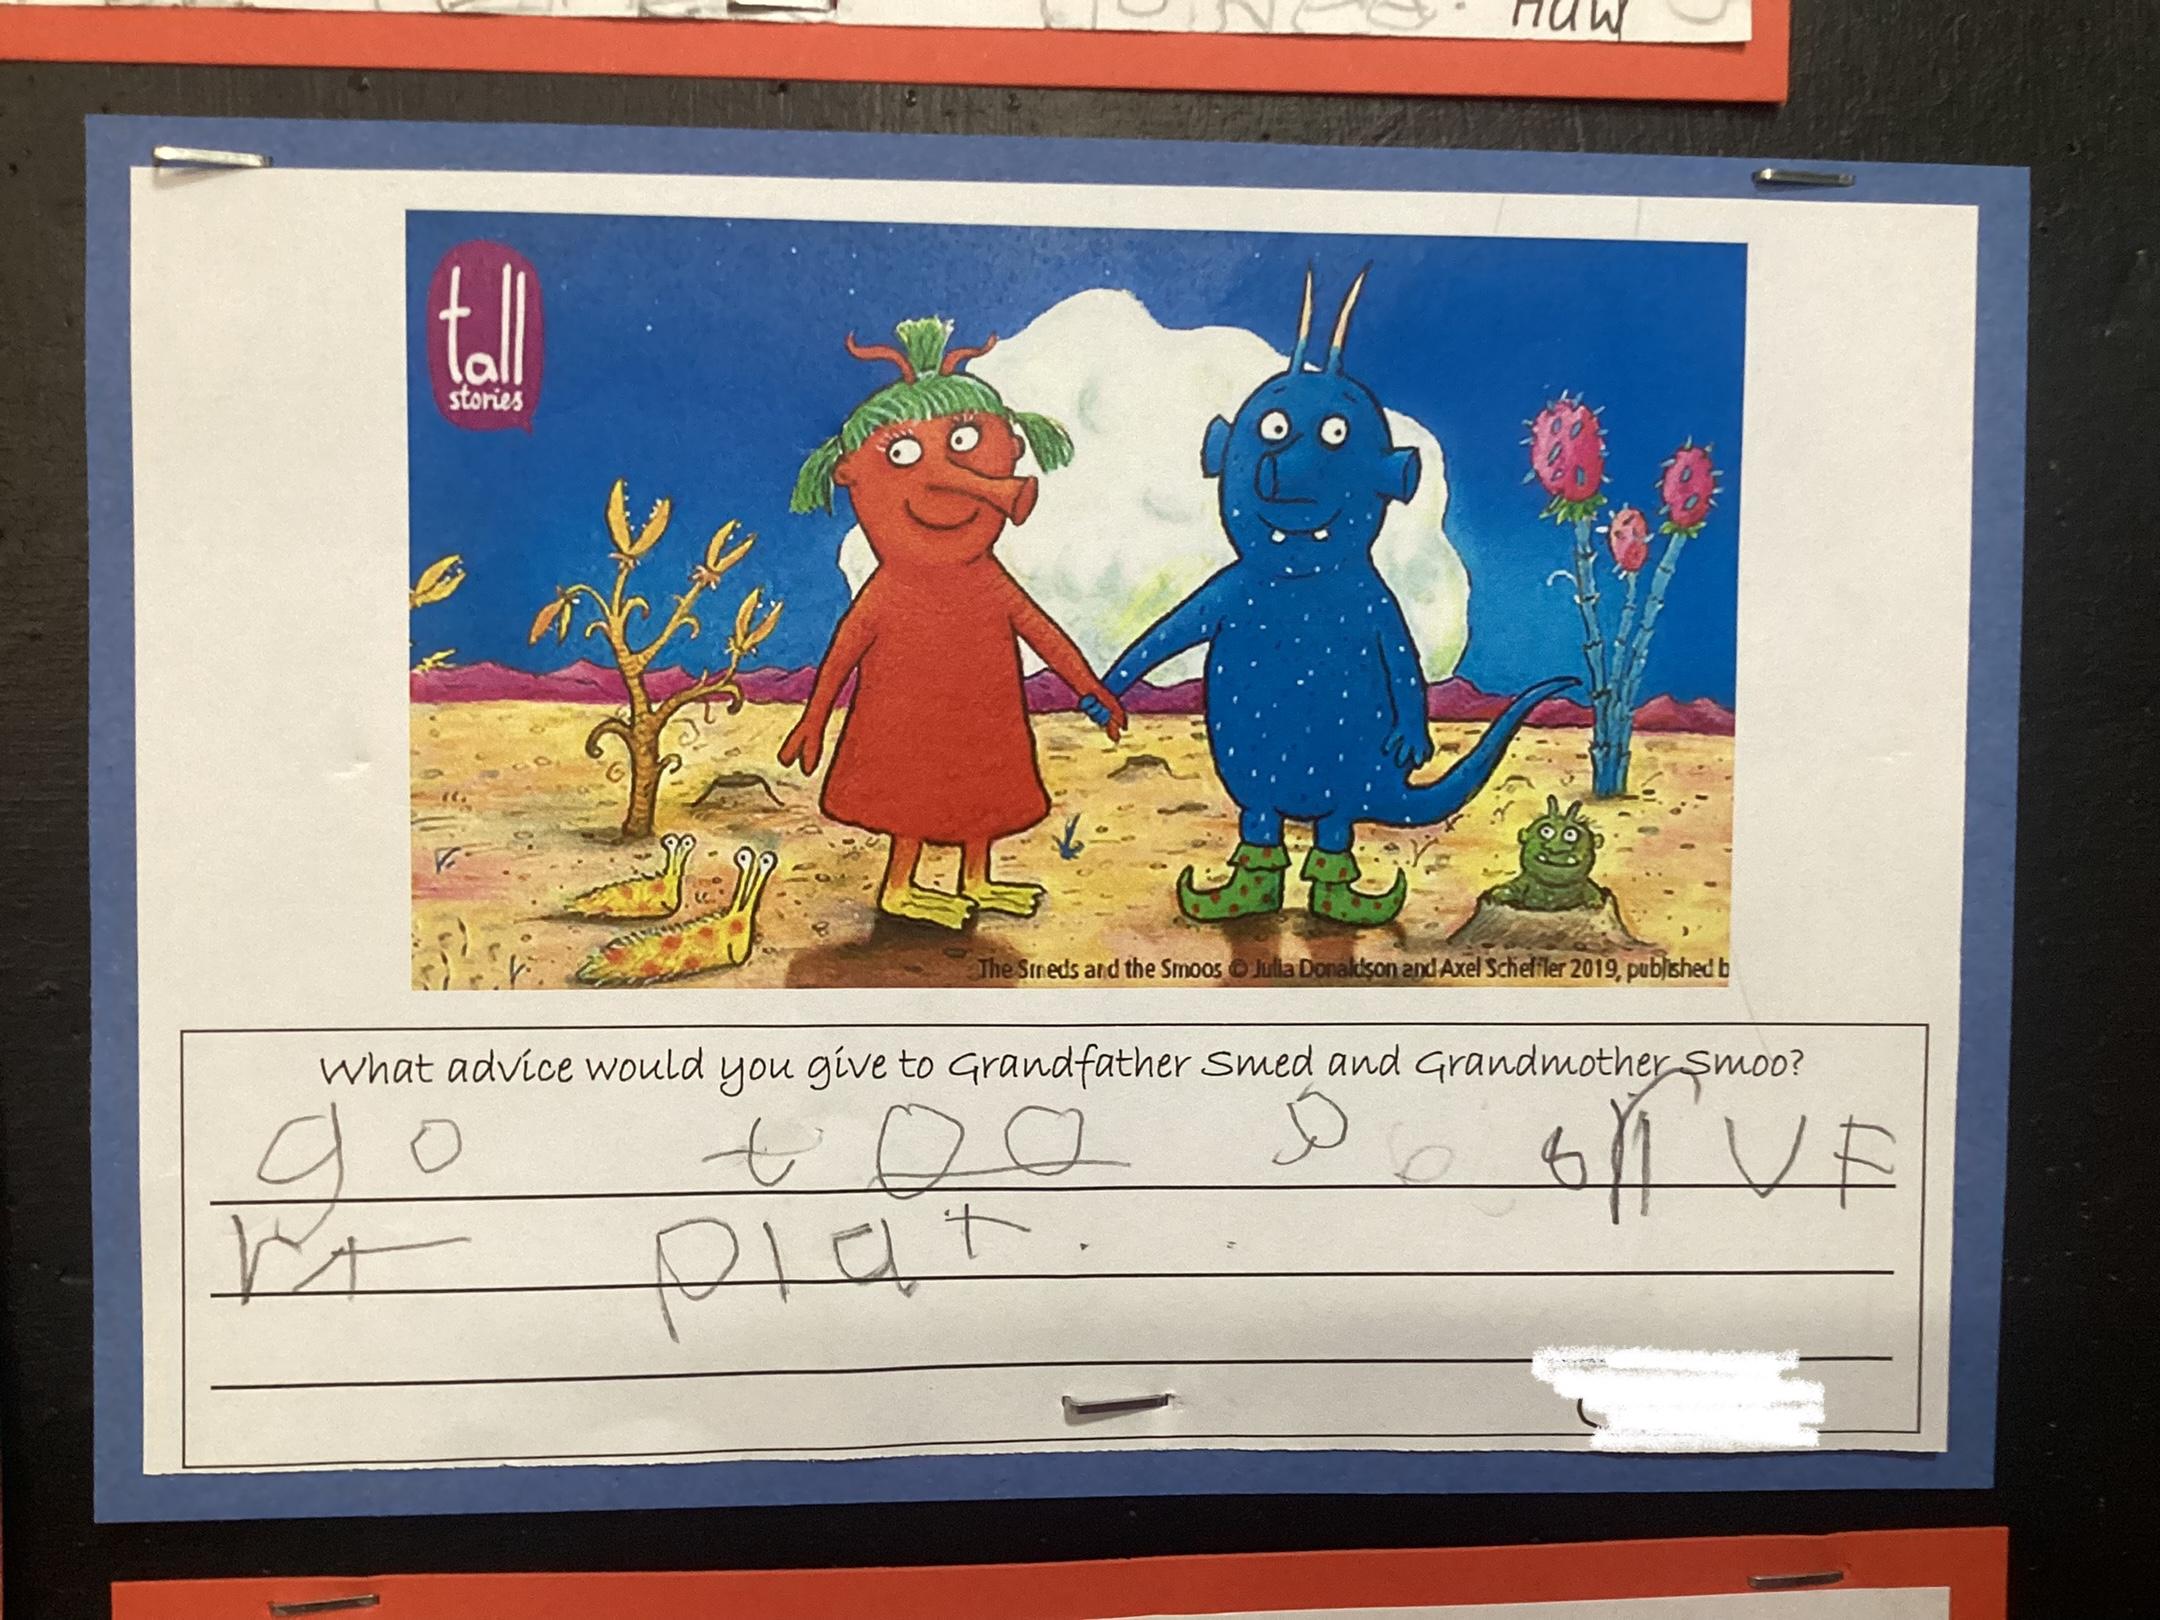 HOW
tall
stories
The Smeds and the Smoos © Julia Donaldson and Axel Scheffler 2019, published b
What advice would you give to Grandfather Smed and Grandmother Smoo?
go too
plat.